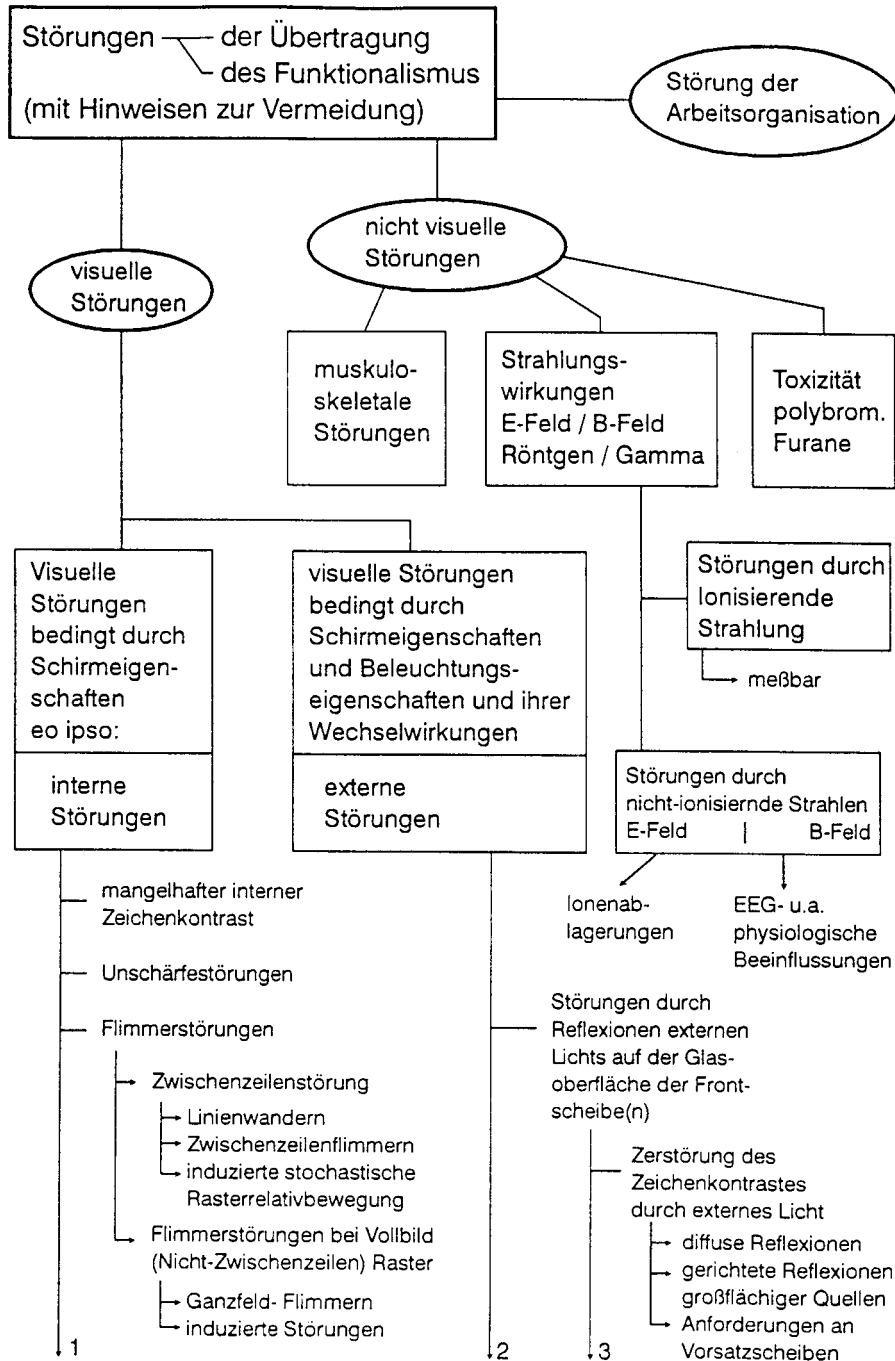 Störungen der Übertragung
des Funktionalismus
(mit Hinweisen zur Vermeidung)
Störung der
Arbeitsorganisation
nicht visuelle
Störungen
visuelle
Störungen
muskulo-
skeletale
Störungen
Strahlungs-
wirkungen
E-Feld / B-Feld
Röntgen / Gamma
Toxizität
polybrom.
Furane
Visuelle
Störungen
bedingt durch
Schirmeigen-
schaften
eo ipso:
interne
Störungen
visuelle Störungen
bedingt durch
Schirmeigenschaften
und Beleuchtungs-
eigenschaften und ihrer
Wechselwirkungen
externe
Störungen
Störungen durch
Ionisierende
Strahlung
meßbar
Störungen durch
nicht-ionisiernde Strahlen
E-Feld | B-Feld
Ionenab-
lagerungen
EEG- u.a.
physiologische
Beeinflussungen
mangelhafter interner
Zeichenkontrast
Unschärfestörungen
Flimmerstörungen
Zwischenzeilenstörung
Linienwandern
Zwischenzeilenflimmern
induzierte stochastische
Rasterrelativbewegung
Flimmerstörungen bei Vollbild
(Nicht-Zwischenzeilen) Raster
Ganzfeld- Flimmern
induzierte Störungen
1
Störungen durch
Reflexionen externen
Lichts auf der Glas-
oberfläche der Front-
scheibe(n)
Zerstörung des
Zeichenkontrastes
durch externes Licht
diffuse Reflexionen
gerichtete Reflexionen
großflächiger Quellen
Anforderungen an
Vorsatzscheiben
2
3